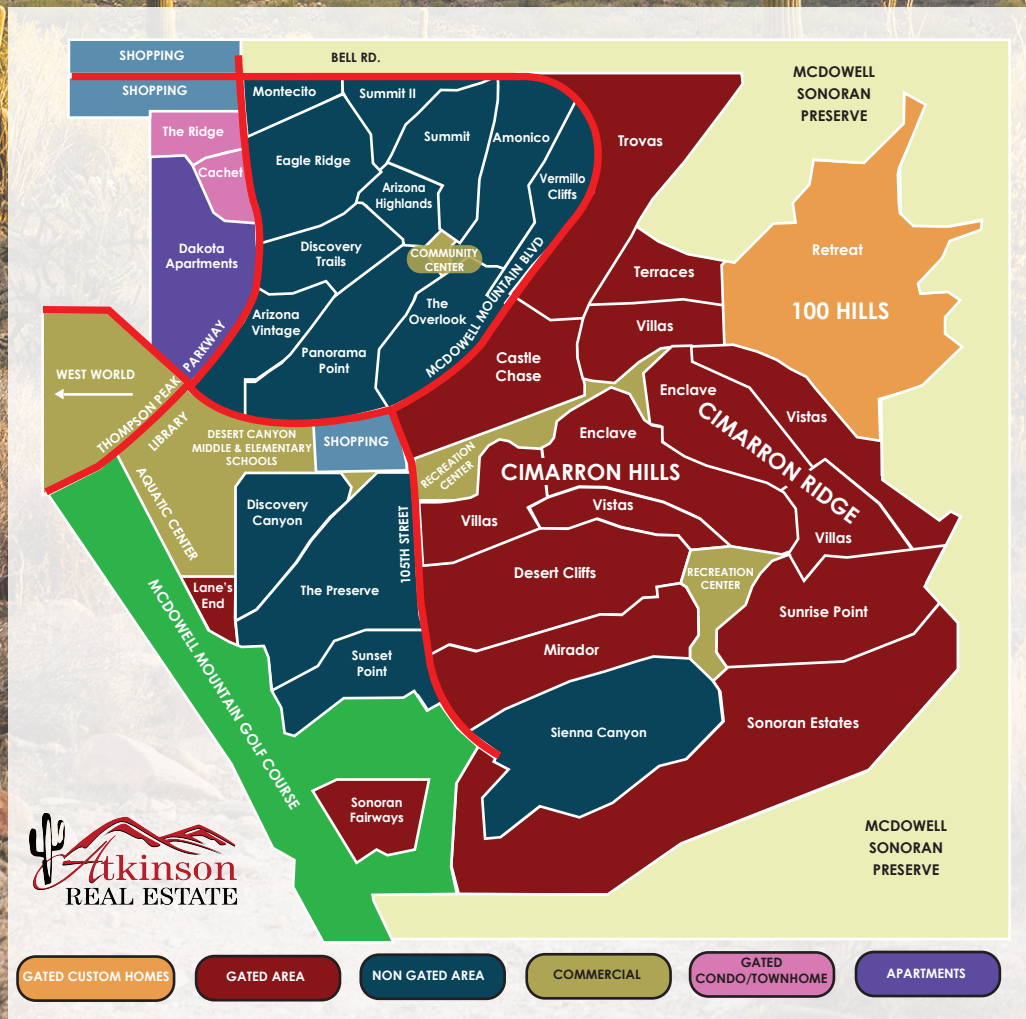 SHOPPING
BELL RD.
SHOPPING
MCDOWELL
SONORAN
PRESERVE
Montecito
Summit II
The Ridge
Eagle Ridge
Summit
Amonico
Trovas
Cachet
Arizona
Highlands
Vermillo
Cliffs
Dakota
Apartments
Discovery
Trails
COMMUNITY
CENTER
Retreat
100 HILLS
Terraces
Arizona
Vintage
The
Overlook
MCDOWELL MOUNTAIN BLVD
Villas
Panorama
Point
Castle
Chase
WEST WORLD
THOMPSON PEAK PARKWAY
LIBRARY
DESERT CANYON
MIDDLE & ELEMENTARY
SCHOOLS
SHOPPING
Enclave
Vistas
CIMARRON RIDGE
Villas
Enclave
CIMARRON HILLS
RECREATION
CENTER
Villas
Vistas
AQUATIC CENTER
Discovery
Canyon
105TH STREET
Desert Cliffs
RECREATION
CENTER
Lane's
End
The Preserve
Sunrise Point
MCDOWELL MOUNTAIN GOLF COURSE
Sunset
Point
Mirador
Sienna Canyon
Sonoran Estates
Sonoran
Fairways
MCDOWELL
SONORAN
PRESERVE
Atkinson
REAL ESTATE
GATED CUSTOM HOMES
GATED AREA
NON GATED AREA
COMMERCIAL
GATED
CONDO/TOWNHOME
APARTMENTS